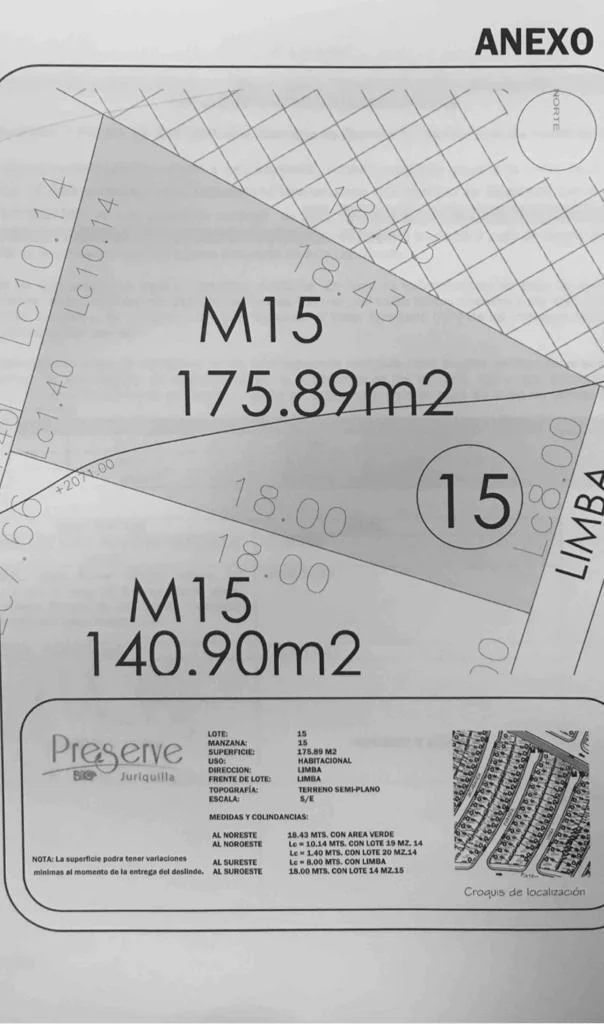 ANEXO
NORTE
Lc10.14
Lc10.14
18.43
18.43
M15
175.89m2
Lc1.40
+2071.00
18.00
15
Lc8.00
LIMBA
18.00
M15
140.90m2
Preserve
Juriquilla
LOTE: 15
MANZANA: 15
SUPERFICIE: 175.89 M2
USO: HABITACIONAL
DIRECCION: LIMBA
FRENTE DE LOTE: LIMBA
TOPOGRAFÍA: TERRENO SEMI-PLANO
ESCALA: S/E
MEDIDAS Y COLINDANCIAS:
AL NORESTE 18.43 MTS. CON AREA VERDE
AL NOROESTE Lc = 10.14 MTS. CON LOTE 19 MZ. 14
Lc = 1.40 MTS. CON LOTE 20 MZ.14
AL SURESTE Lc = 8.00 MTS. CON LIMBA
AL SUROESTE 18.00 MTS. CON LOTE 14 MZ.15
NOTA: La superficie podra tener variaciones
minimas al momento de la entrega del deslinde.
Croquis de localización